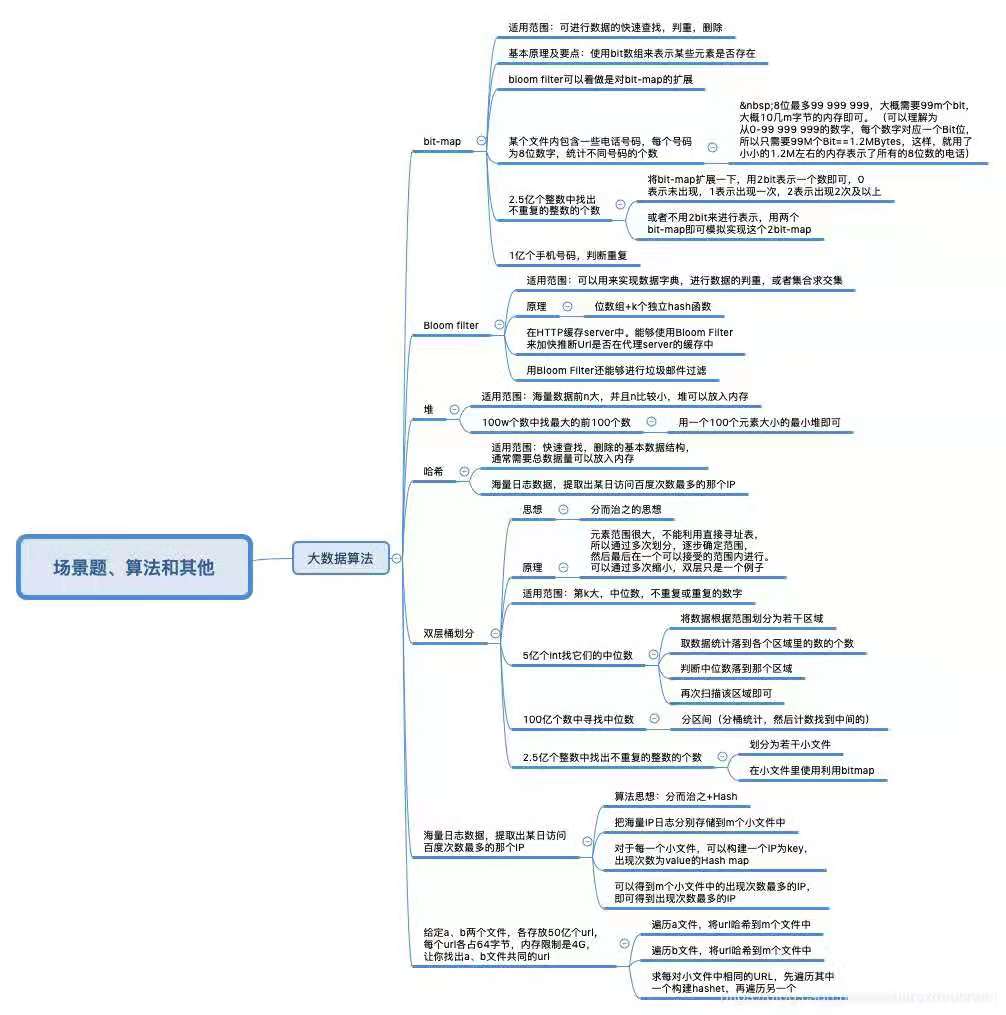 场景题、算法和其他
大数据算法
bit-map
适用范围：可进行数据的快速查找，判重，删除
基本原理及要点：使用bit数组来表示某些元素是否存在
bloom filter可以看做是对bit-map的扩展
某个文件内包含一些电话号码，每个号码
为8位数字，统计不同号码的个数
&nbsp;8位最多99 999 999，大概需要99m个bit，
大概10几m字节的内存即可。（可以理解为
从0-99 999 999的数字，每个数字对应一个Bit位，
所以只需要99M个Bit==1.2MBytes，这样，就用了
小小的1.2M左右的内存表示了所有的8位数的电话）
2.5亿个整数中找出
不重复的整数的个数
将bit-map扩展一下，用2bit表示一个数即可，0
表示未出现，1表示出现一次，2表示出现2次及以上
或者不用2bit来进行表示，用两个
bit-map即可模拟实现这个2bit-map
1亿个手机号码，判断重复
Bloom filter
适用范围：可以用来实现数据字典，进行数据的判重，或者集合求交集
原理
位数组+k个独立hash函数
在HTTP缓存server中。能够使用Bloom Filter
来加快推断Url是否在代理server的缓存中
用Bloom Filter还能够进行垃圾邮件过滤
堆
适用范围：海量数据前n大，并且n比较小，堆可以放入内存
100w个数中找最大的前100个数
用一个100个元素大小的最小堆即可
哈希
适用范围：快速查找，删除的基本数据结构，
通常需要总数据量可以放入内存
海量日志数据，提取出某日访问百度次数最多的那个IP
双层桶划分
思想
分而治之的思想
原理
元素范围很大，不能利用直接寻址表，
所以通过多次划分，逐步确定范围，
然后最后在一个可以接受的范围内进行。
可以通过多次缩小，双层只是一个例子
适用范围：第k大，中位数，不重复或重复的数字
5亿个int找它们的中位数
将数据根据范围划分为若干区域
取数据统计落到各个区域里的数的个数
判断中位数落到那个区域
再次扫描该区域即可
100亿个数中寻找中位数
分区间（分桶统计，然后计数找到中间的）
2.5亿个整数中找出不重复的整数的个数
划分为若干小文件
在小文件里使用利用bitmap
海量日志数据，提取出某日访问
百度次数最多的那个IP
算法思想：分而治之+Hash
把海量IP日志分别存储到m个小文件中
对于每一个小文件，可以构建一个IP为key，
出现次数为value的Hash map
可以得到m个小文件中的出现次数最多的IP，
即可得到出现次数最多的IP
给定a、b两个文件，各存放50亿个url，
每个url各占64字节，内存限制是4G，
让你找出a、b文件共同的url
遍历a文件，将url哈希到m个文件中
遍历b文件，将url哈希到m个文件中
求每对小文件中相同的URL，先遍历其中
一个构建hashet，再遍历另一个